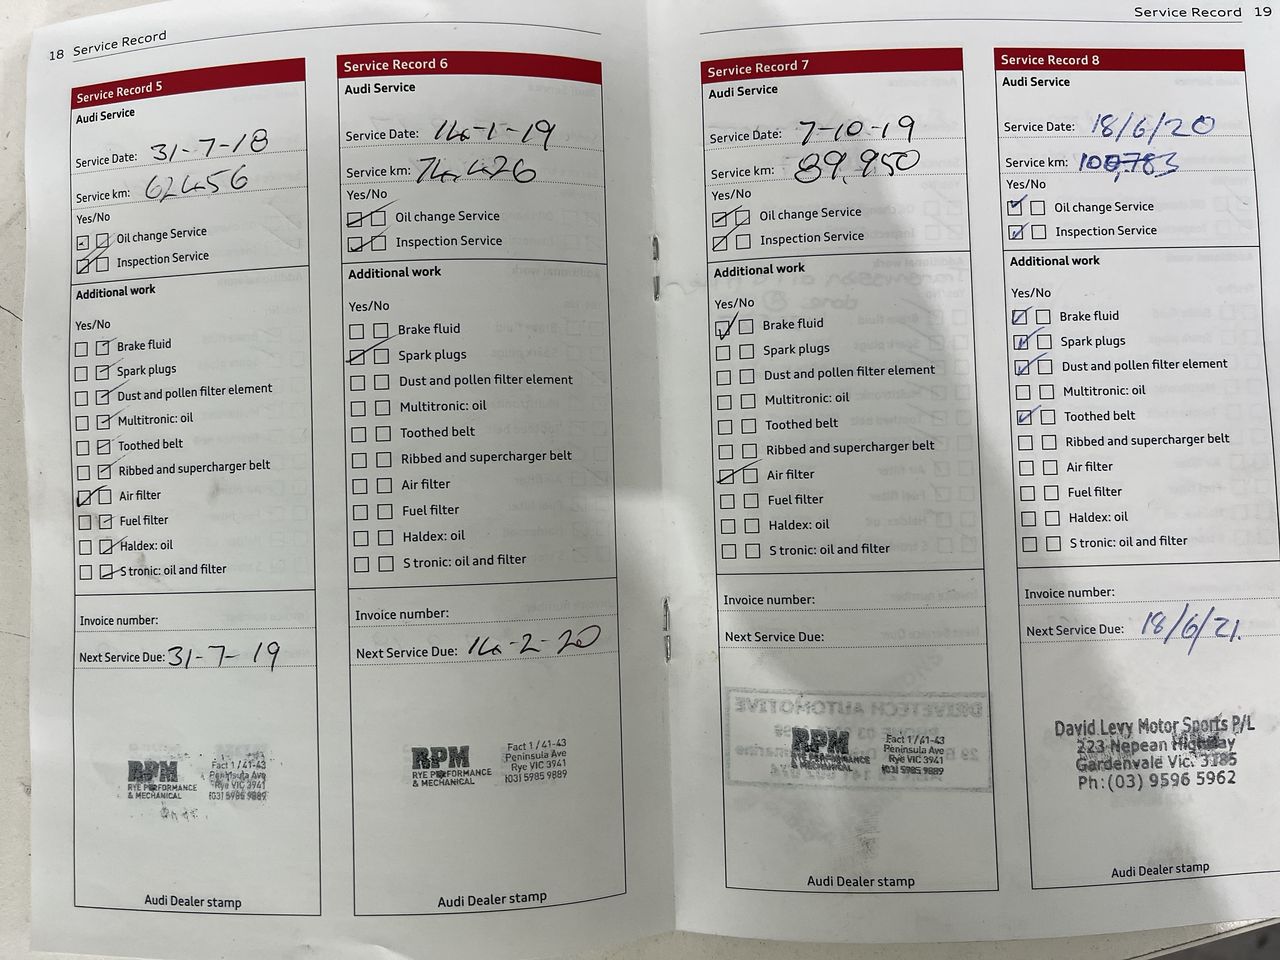 18 Service Record
Service Record 5
Audi Service
Service Date: 31-7-18
Service km: 62456
Yes/No
Oil change Service
Inspection Service
Additional work
Yes/No
Brake fluid
Spark plugs
Dust and pollen filter element
Multitronic: oil
Toothed belt
Ribbed and supercharger belt
Air filter
Fuel filter
Haldex: oil
S tronic: oil and filter
Invoice number:
Next Service Due: 31-7-19
RPM
RYE PERFORMANCE
& MECHANICAL
Fact 1 / 41-43
Peninsula Ave
Rye VIC 3941
(03) 5985 9889
Audi Dealer stamp
Service Record 6
Audi Service
Service Date: 14-1-19
Service km: 74,426
Yes/No
Oil change Service
Inspection Service
Additional work
Yes/No
Brake fluid
Spark plugs
Dust and pollen filter element
Multitronic: oil
Toothed belt
Ribbed and supercharger belt
Air filter
Fuel filter
Haldex: oil
S tronic: oil and filter
Invoice number:
Next Service Due: 14-2-20
RPM
RYE PERFORMANCE
& MECHANICAL
Fact 1 / 41-43
Peninsula Ave
Rye VIC 3941
(03) 5985 9889
Audi Dealer stamp
Service Record 19
Service Record 7
Audi Service
Service Date: 7-10-19
Service km: 89,950
Yes/No
Oil change Service
Inspection Service
Additional work
Yes/No
Brake fluid
Spark plugs
Dust and pollen filter element
Multitronic: oil
Toothed belt
Ribbed and supercharger belt
Air filter
Fuel filter
Haldex: oil
S tronic: oil and filter
Invoice number:
Next Service Due:
RPM
RYE PERFORMANCE
& MECHANICAL
Fact 1 / 41-43
Peninsula Ave
Rye VIC 3941
(03) 5985 9889
Audi Dealer stamp
Service Record 8
Audi Service
Service Date: 18/6/20
Service km:
Yes/No
Oil change Service
Inspection Service
Additional work
Yes/No
Brake fluid
Spark plugs
Dust and pollen filter element
Multitronic: oil
Toothed belt
Ribbed and supercharger belt
Air filter
Fuel filter
Haldex: oil
S tronic: oil and filter
Invoice number:
Next Service Due: 18/6/21.
David Levy Motor Sports P/L
223 Nepean Highway
Gardenvale Vic. 3185
Ph: (03) 9596 5962
Audi Dealer stamp